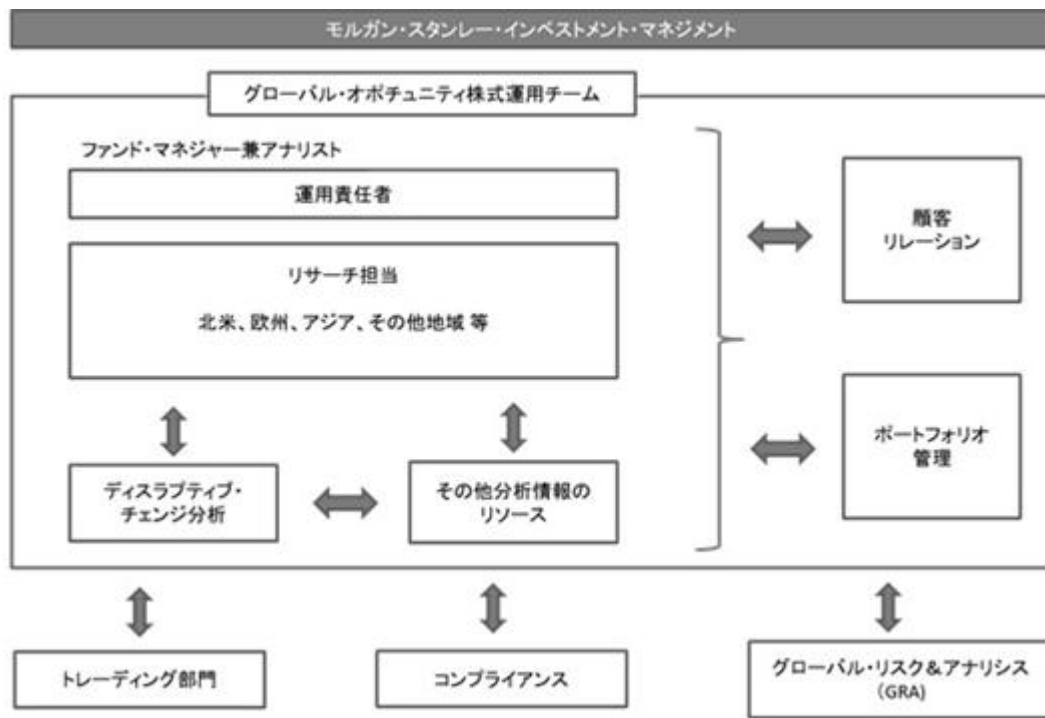 モルガン・スタンレー・インベストメント・マネジメント
グローバル・オポチュニティ株式運用チーム
ファンド・マネジャー兼アナリスト
運用責任者
リサーチ担当
北米、欧州、アジア、その他地域 等
ディスラプティブ・
チェンジ分析
その他分析情報の
リソース
顧客
リレーション
ポートフォリオ
管理
トレーディング部門
コンプライアンス
グローバル・リスク&アナリシス
(GRA)